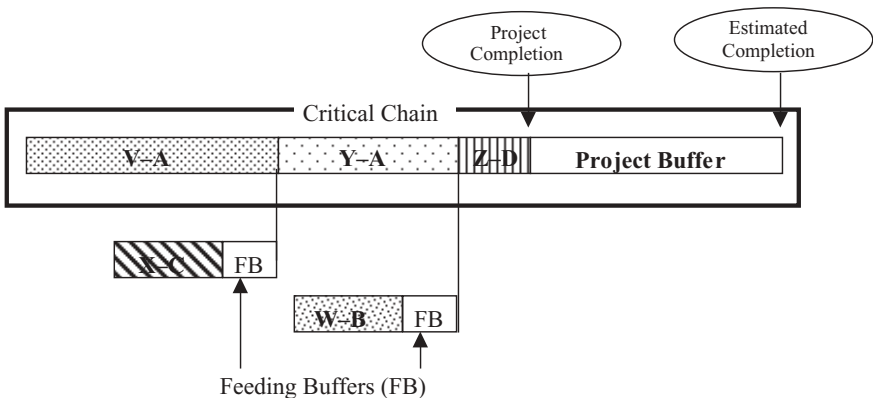 Project
Completion
Estimated
Completion
Critical Chain
V–A
Y–A
Z–D
Project Buffer
X–C
FB
W–B
FB
Feeding Buffers (FB)